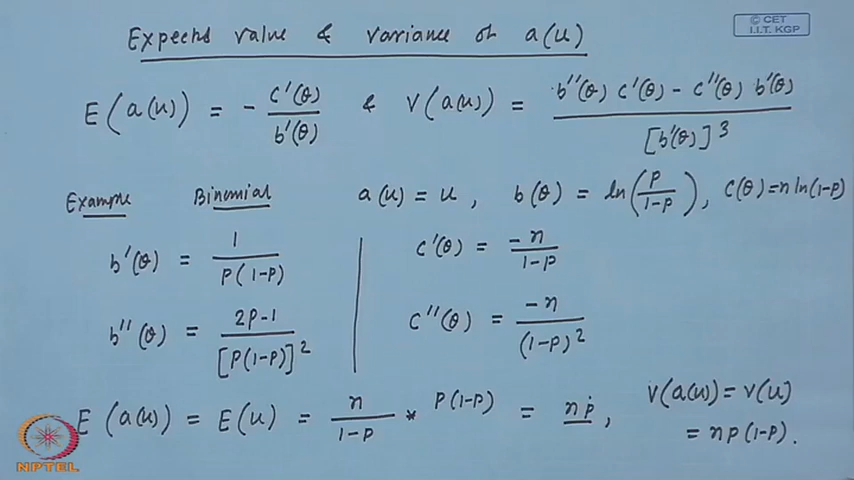 Expected value & variance of a(u)
© CET
I.I.T. KGP
E(a(u)) = - c'(θ) / b'(θ) & V(a(u)) = b''(θ) c'(θ) - c''(θ) b'(θ) / [b'(θ)]^3
Example Binomial a(u) = u, b(θ) = ln(p/(1-p)), c(θ) = n ln(1-p)
b'(θ) = 1 / p(1-p) c'(θ) = -n / 1-p
b''(θ) = 2p-1 / [p(1-p)]^2 c''(θ) = -n / (1-p)^2
E(a(u)) = E(u) = n / 1-p * p(1-p) = np, V(a(u)) = V(u)
= np(1-p).
NPTEL